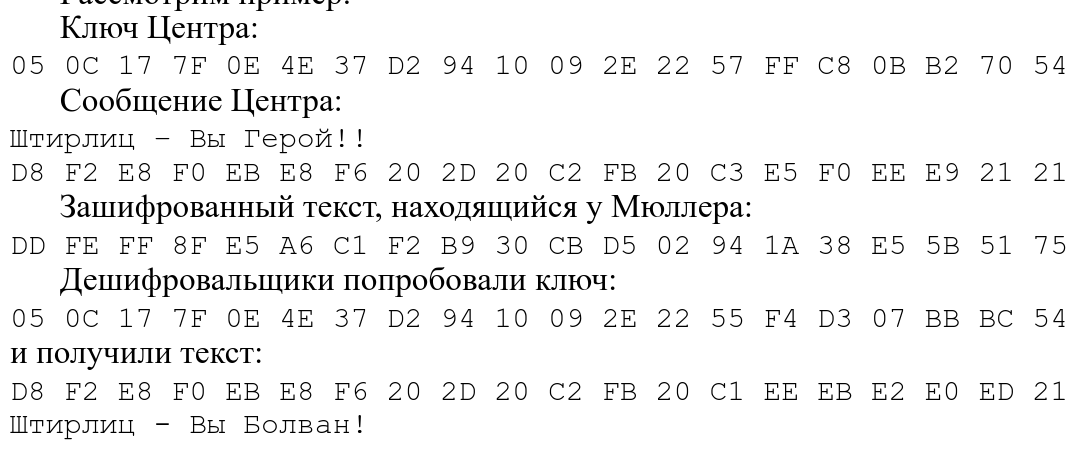 Рассмотрим пример:
Ключ Центра:
05 0C 17 7F 0E 4E 37 D2 94 10 09 2E 22 57 FF C8 0B B2 70 54
Сообщение Центра:
Штирлиц – Вы Герой!!
D8 F2 E8 F0 EB E8 F6 20 2D 20 C2 FB 20 C3 E5 F0 EE E9 21 21
Зашифрованный текст, находящийся у Мюллера:
DD FE FF 8F E5 A6 C1 F2 B9 30 CB D5 02 94 1A 38 E5 5B 51 75
Дешифровальщики попробовали ключ:
05 0C 17 7F 0E 4E 37 D2 94 10 09 2E 22 55 F4 D3 07 BB BC 54
и получили текст:
D8 F2 E8 F0 EB E8 F6 20 2D 20 C2 FB 20 C1 EE EB E2 E0 ED 21
Штирлиц - Вы Болван!